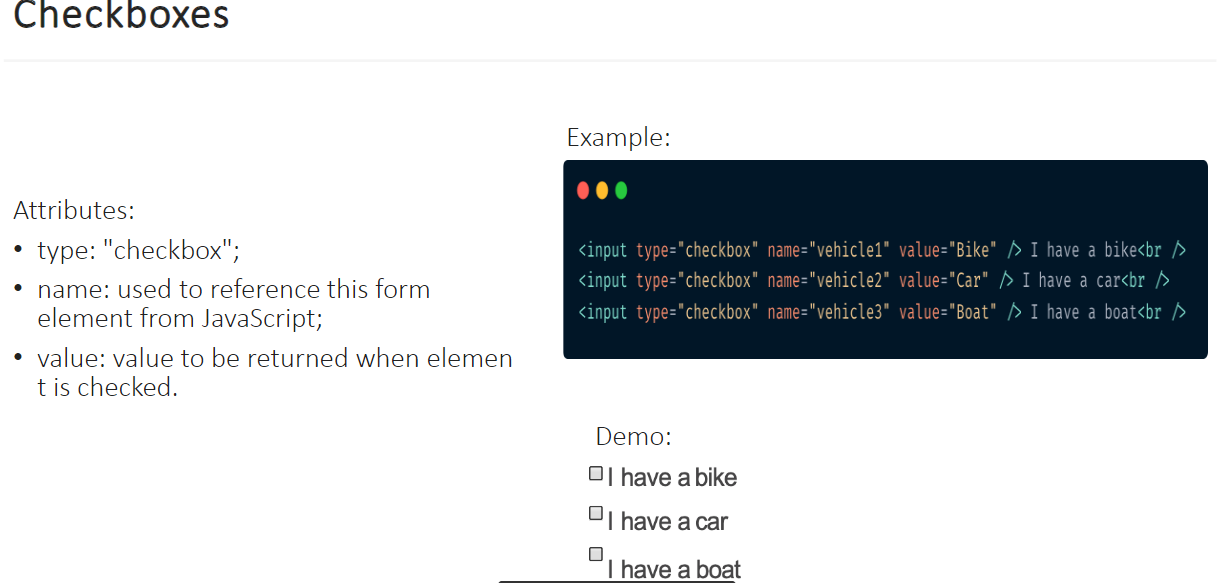 Checkboxes
Attributes:
• type: "checkbox";
• name: used to reference this form
element from JavaScript;
• value: value to be returned when elemen
t is checked.
Example:
<input type="checkbox" name="vehicle1" value="Bike" /> I have a bike<br />
<input type="checkbox" name="vehicle2" value="Car" /> I have a car<br />
<input type="checkbox" name="vehicle3" value="Boat" /> I have a boat<br />
Demo:
I have a bike
I have a car
I have a boat